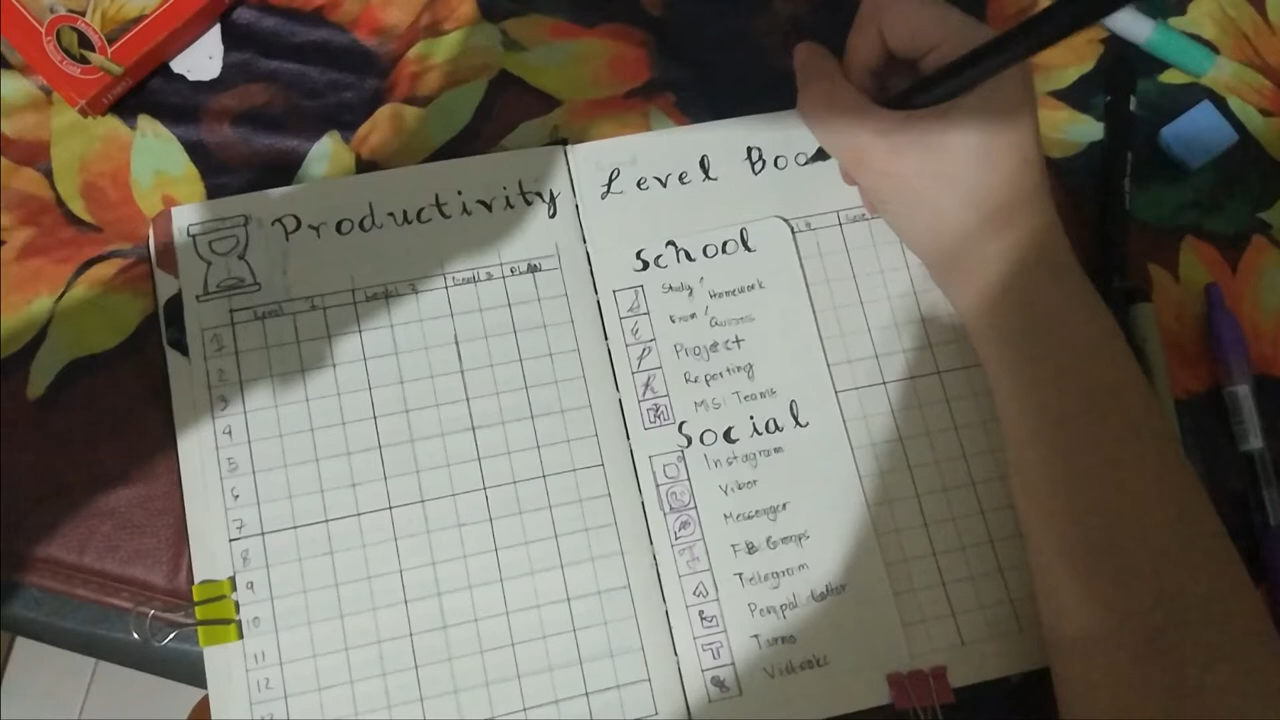 Productivity
Level 1 Level 2 Level 3 PLAN
1
2
3
4
5
6
7
8
9
10
11
12
13
Level Boo
School
S Study/ Homework
E Exam/ Quizzes
P Project
R Reporting
M.S. Teams
Social
Instagram
Viber
Messenger
FB Groups
Telegram
Penpal Letter
T Turno